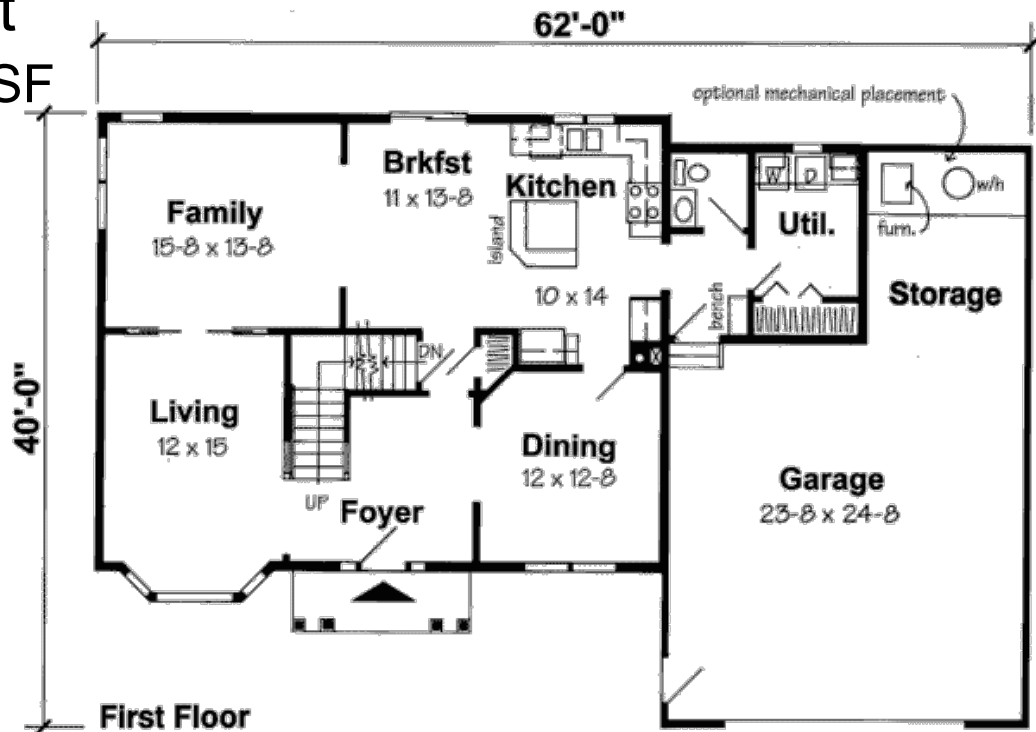 t
SF
62'-0"
optional mechanical placement
Brkfst
11 x 13-8
Kitchen
Family
15-8 x 13-8
W
D
w/h
Util.
furn.
island
10 x 14
bench
Storage
DN
Living
12 x 15
40'-0"
Dining
12 x 12-8
Garage
23-8 x 24-8
UP
Foyer
First Floor